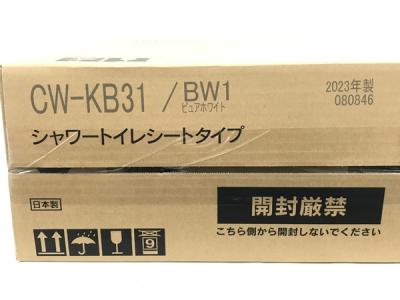 CW-KB31 /BW1
ピュアホワイト
2023年製
080846
シャワートイレシートタイプ
日本製
開封厳禁
こちら側から開封しないでください
9